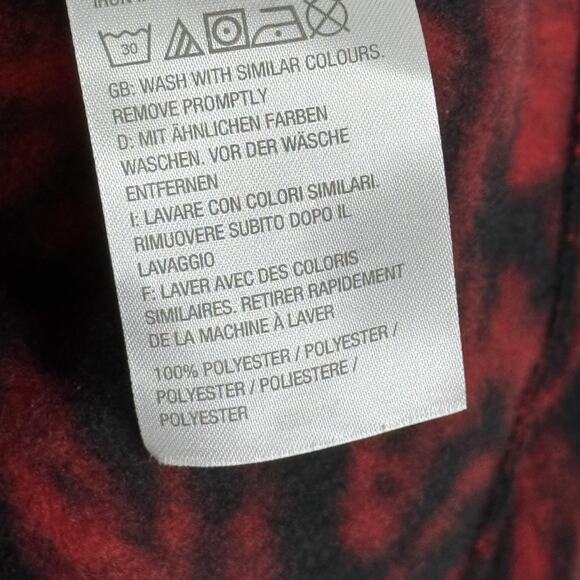 30
GB: WASH WITH SIMILAR COLOURS.
REMOVE PROMPTLY
D: MIT ÄHNLICHEN FARBEN
WASCHEN. VOR DER WÄSCHE
ENTFERNEN
I: LAVARE CON COLORI SIMILARI.
RIMUOVERE SUBITO DOPO IL
LAVAGGIO
F: LAVER AVEC DES COLORIS
SIMILAIRES. RETIRER RAPIDEMENT
DE LA MACHINE À LAVER
100% POLYESTER / POLYESTER /
POLYESTER / POLIESTERE /
POLYESTER